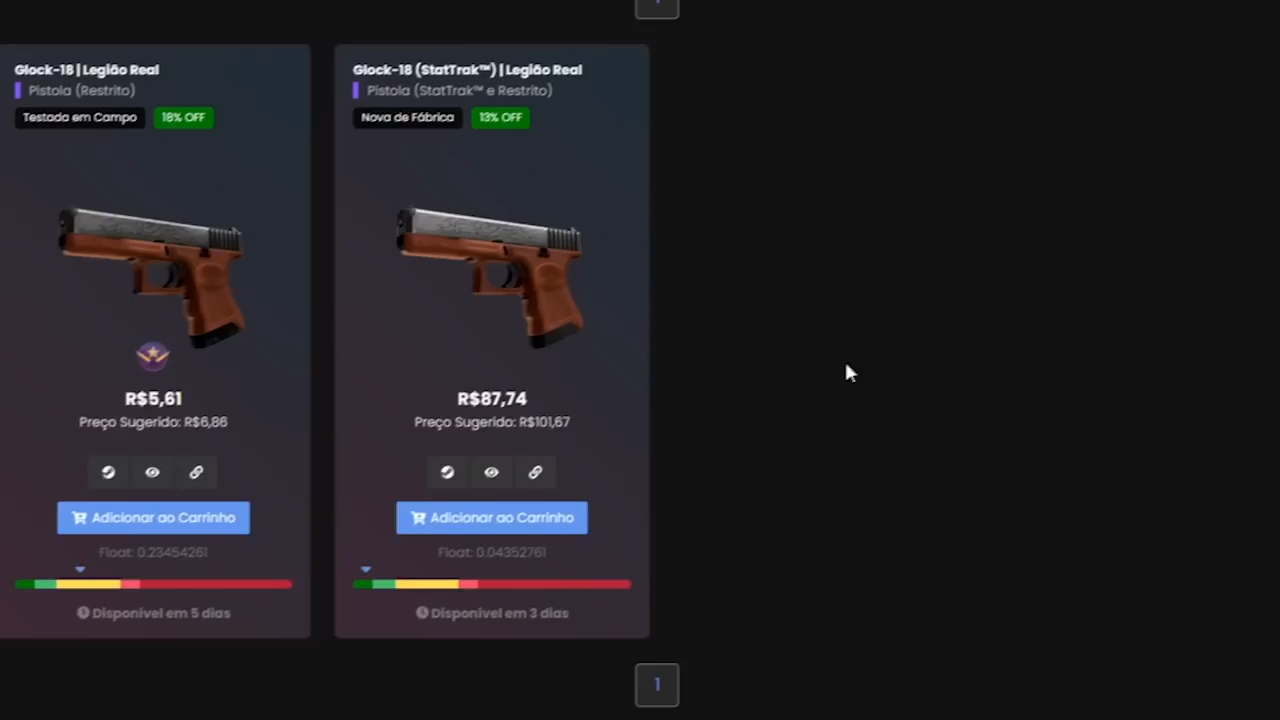 Glock-18 | Legião Real
Pistola (Restrito)
Testada em Campo 18% OFF
R$5,61
Preço Sugerido: R$6,86
Adicionar ao Carrinho
Float: 0.23454261
Disponível em 5 dias
Glock-18 (StatTrak™) | Legião Real
Pistola (StatTrak™ e Restrito)
Nova de Fábrica 13% OFF
R$87,74
Preço Sugerido: R$101,67
Adicionar ao Carrinho
Float: 0.04352761
Disponível em 3 dias
1